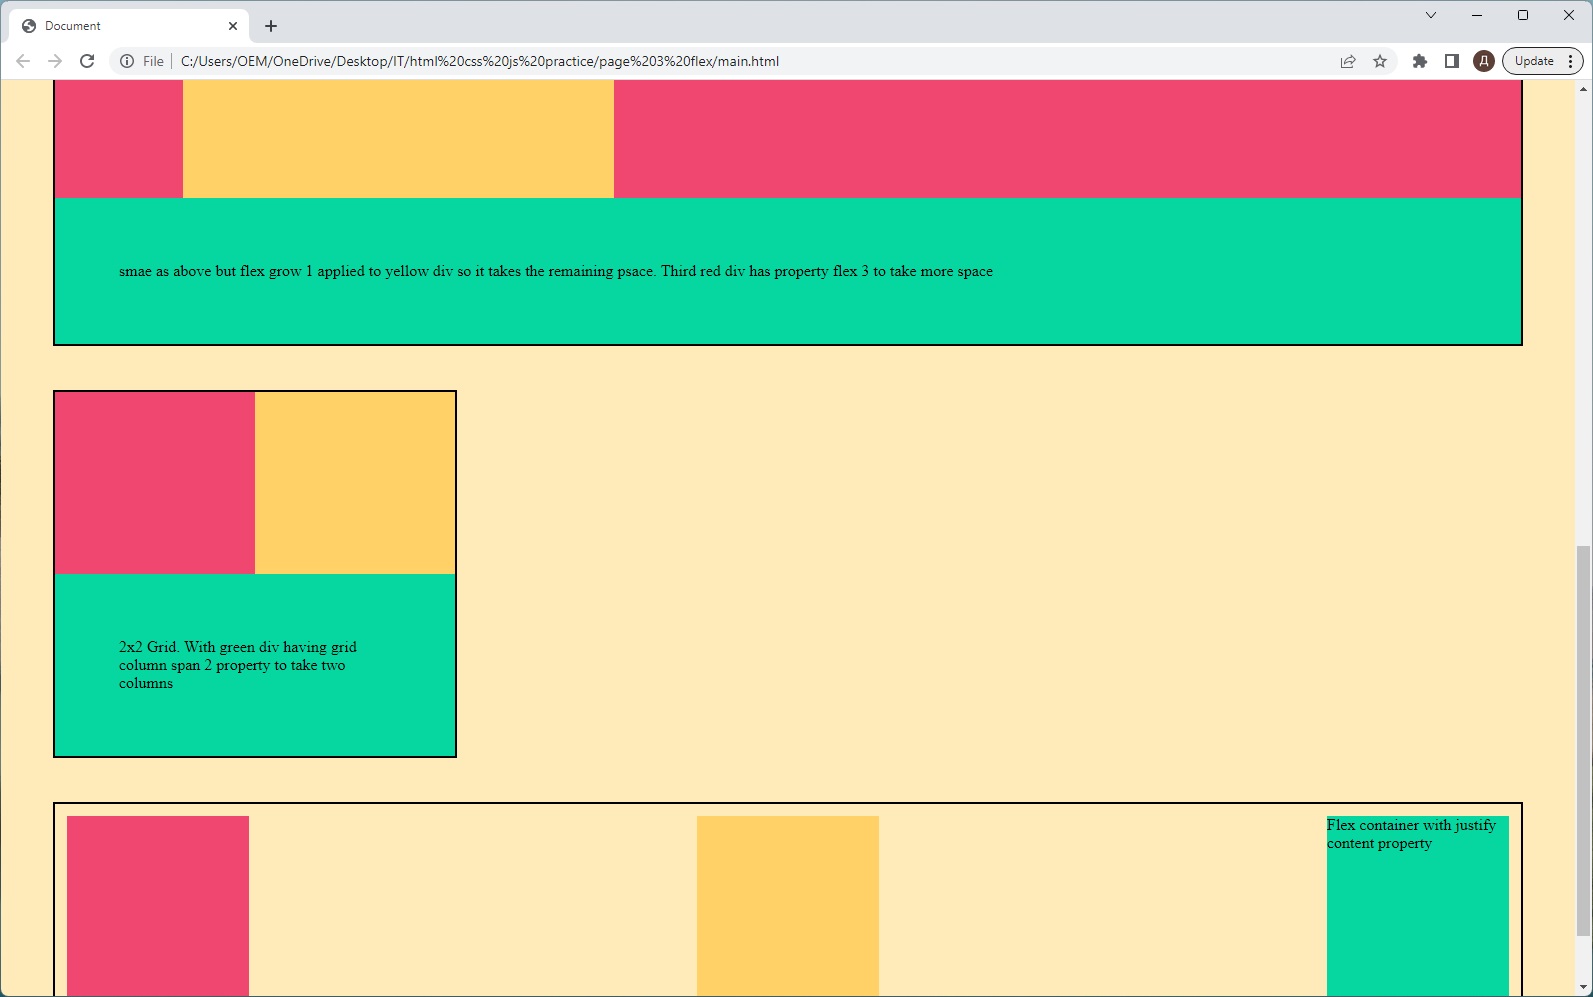 Document
File
C:/Users/OEM/OneDrive/Desktop/IT/html%20css%20js%20practice/page%203%20flex/main.html
Д
Update
smae as above but flex grow 1 applied to yellow div so it takes the remaining psace. Third red div has property flex 3 to take more space
2x2 Grid. With green div having grid
column span 2 property to take two
columns
Flex container with justify
content property